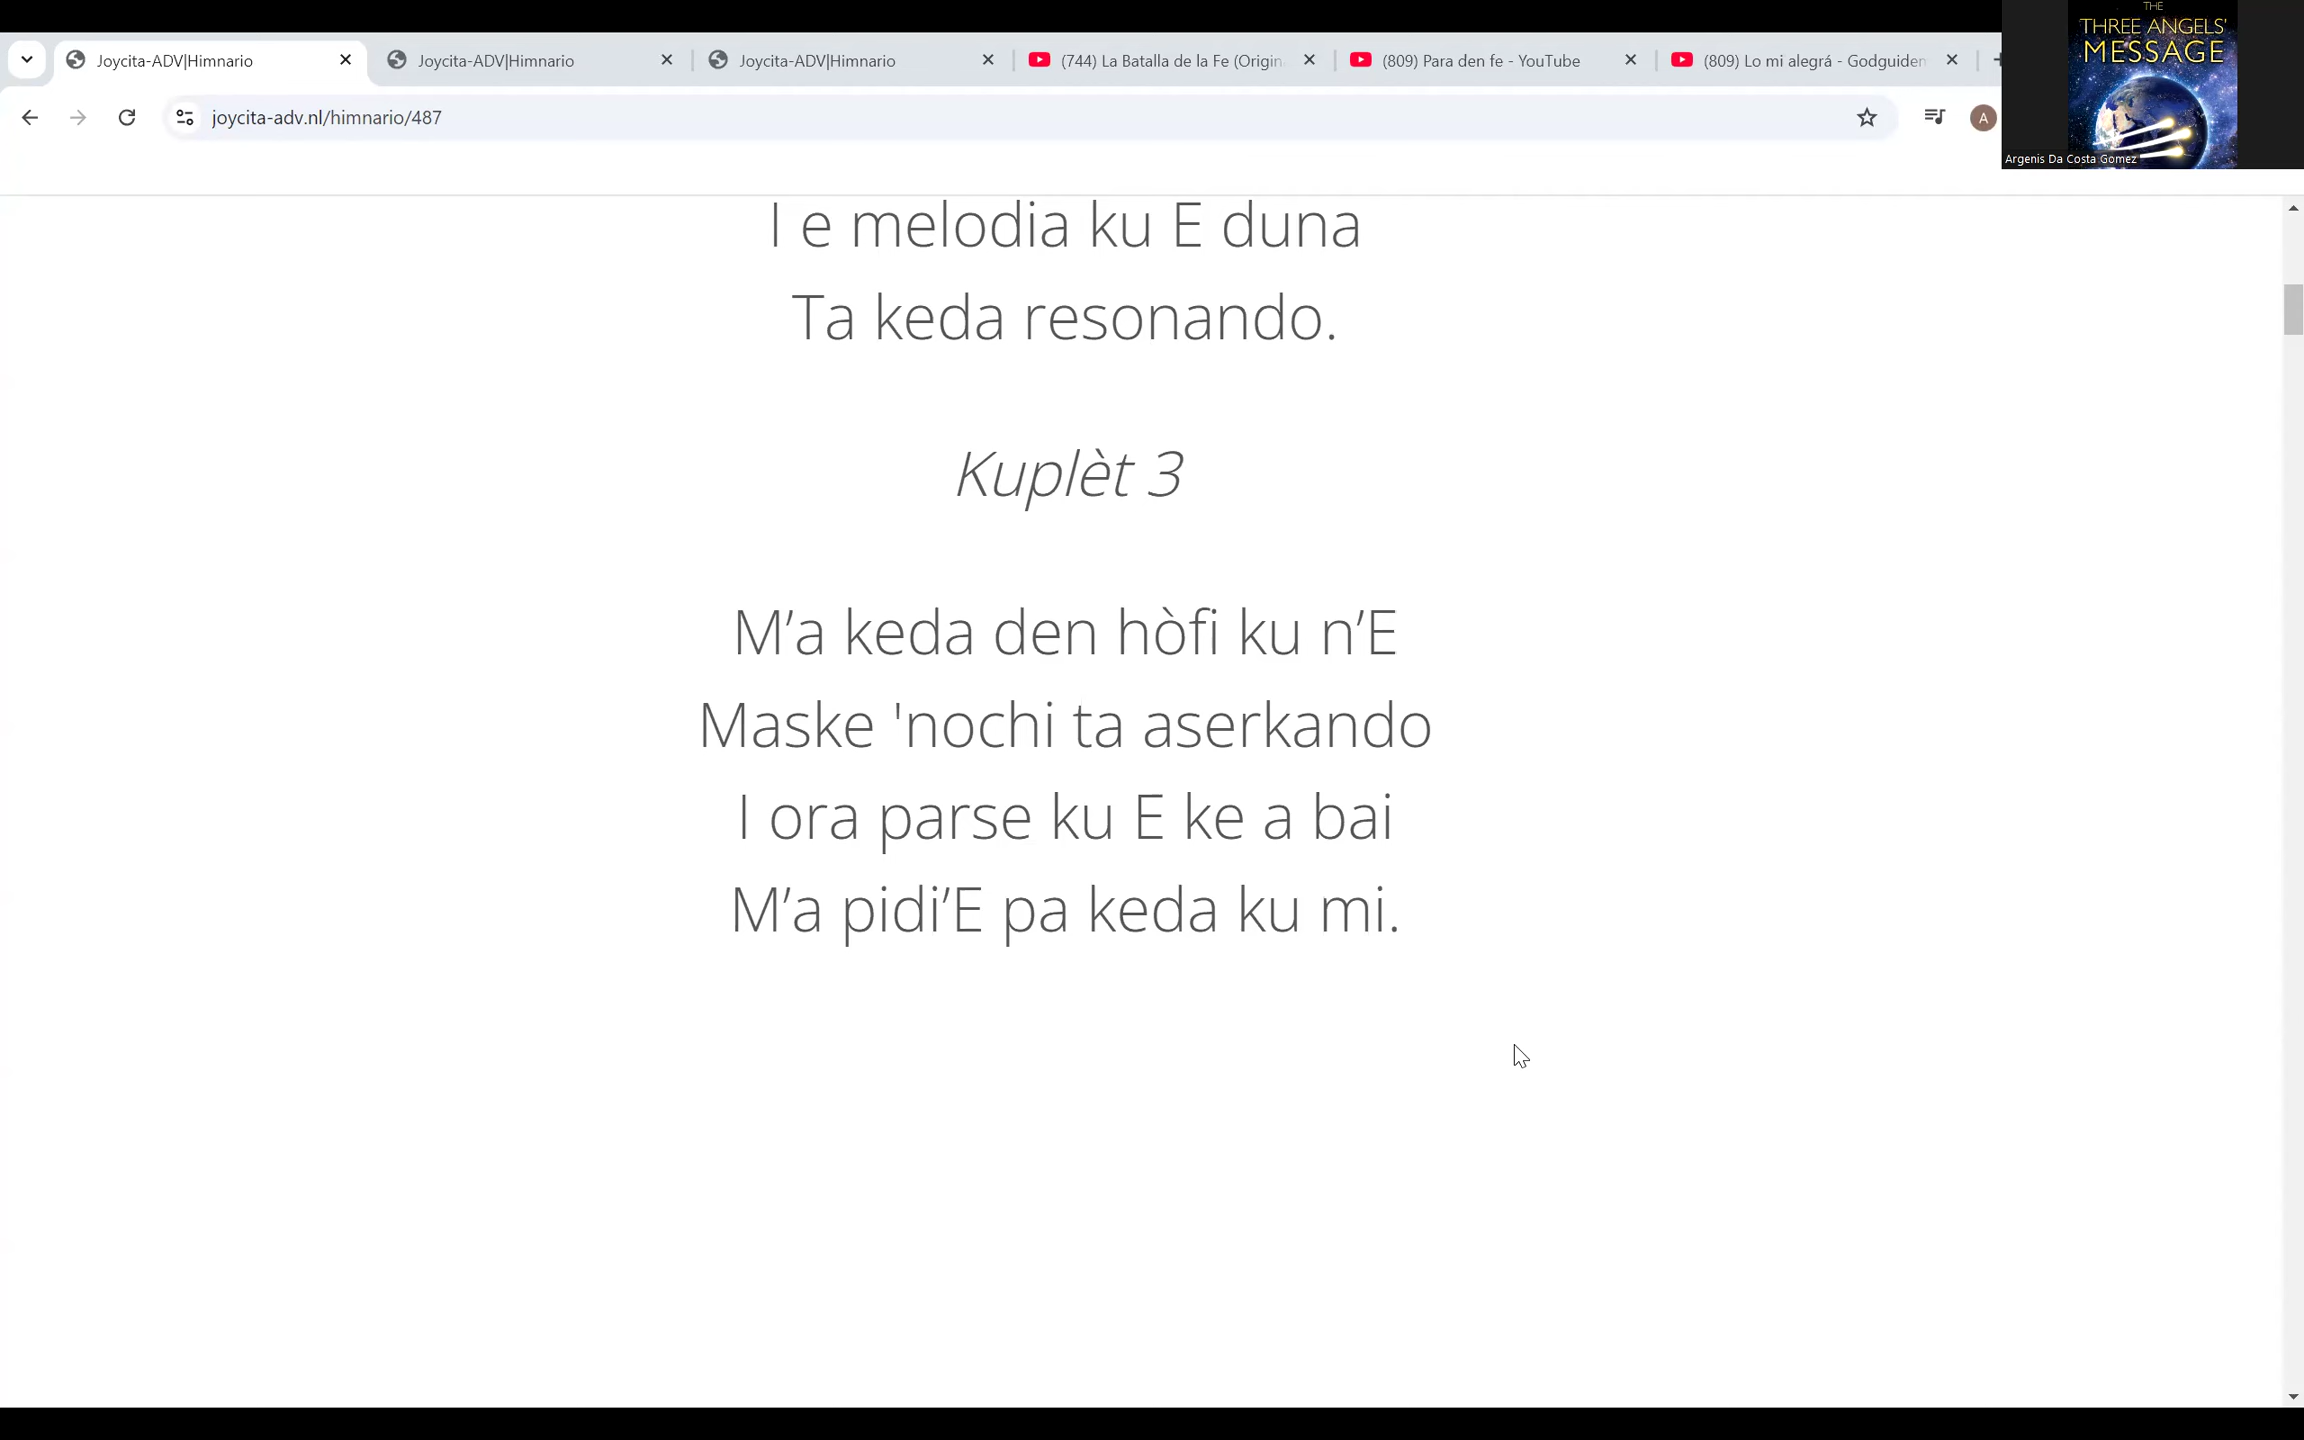 THE
THREE ANGELS'
MESSAGE
Argenis Da Costa Gomez
Joycita-ADV|Himnario
Joycita-ADV|Himnario
Joycita-ADV|Himnario
(744) La Batalla de la Fe (Origin
(809) Para den fe - YouTube
(809) Lo mi alegrá - Godguiden
joycita-adv.nl/himnario/487
A
I e melodia ku E duna
Ta keda resonando.
Kuplèt 3
M’a keda den hòfi ku n’E
Maske 'nochi ta aserkando
I ora parse ku E ke a bai
M’a pidi’E pa keda ku mi.